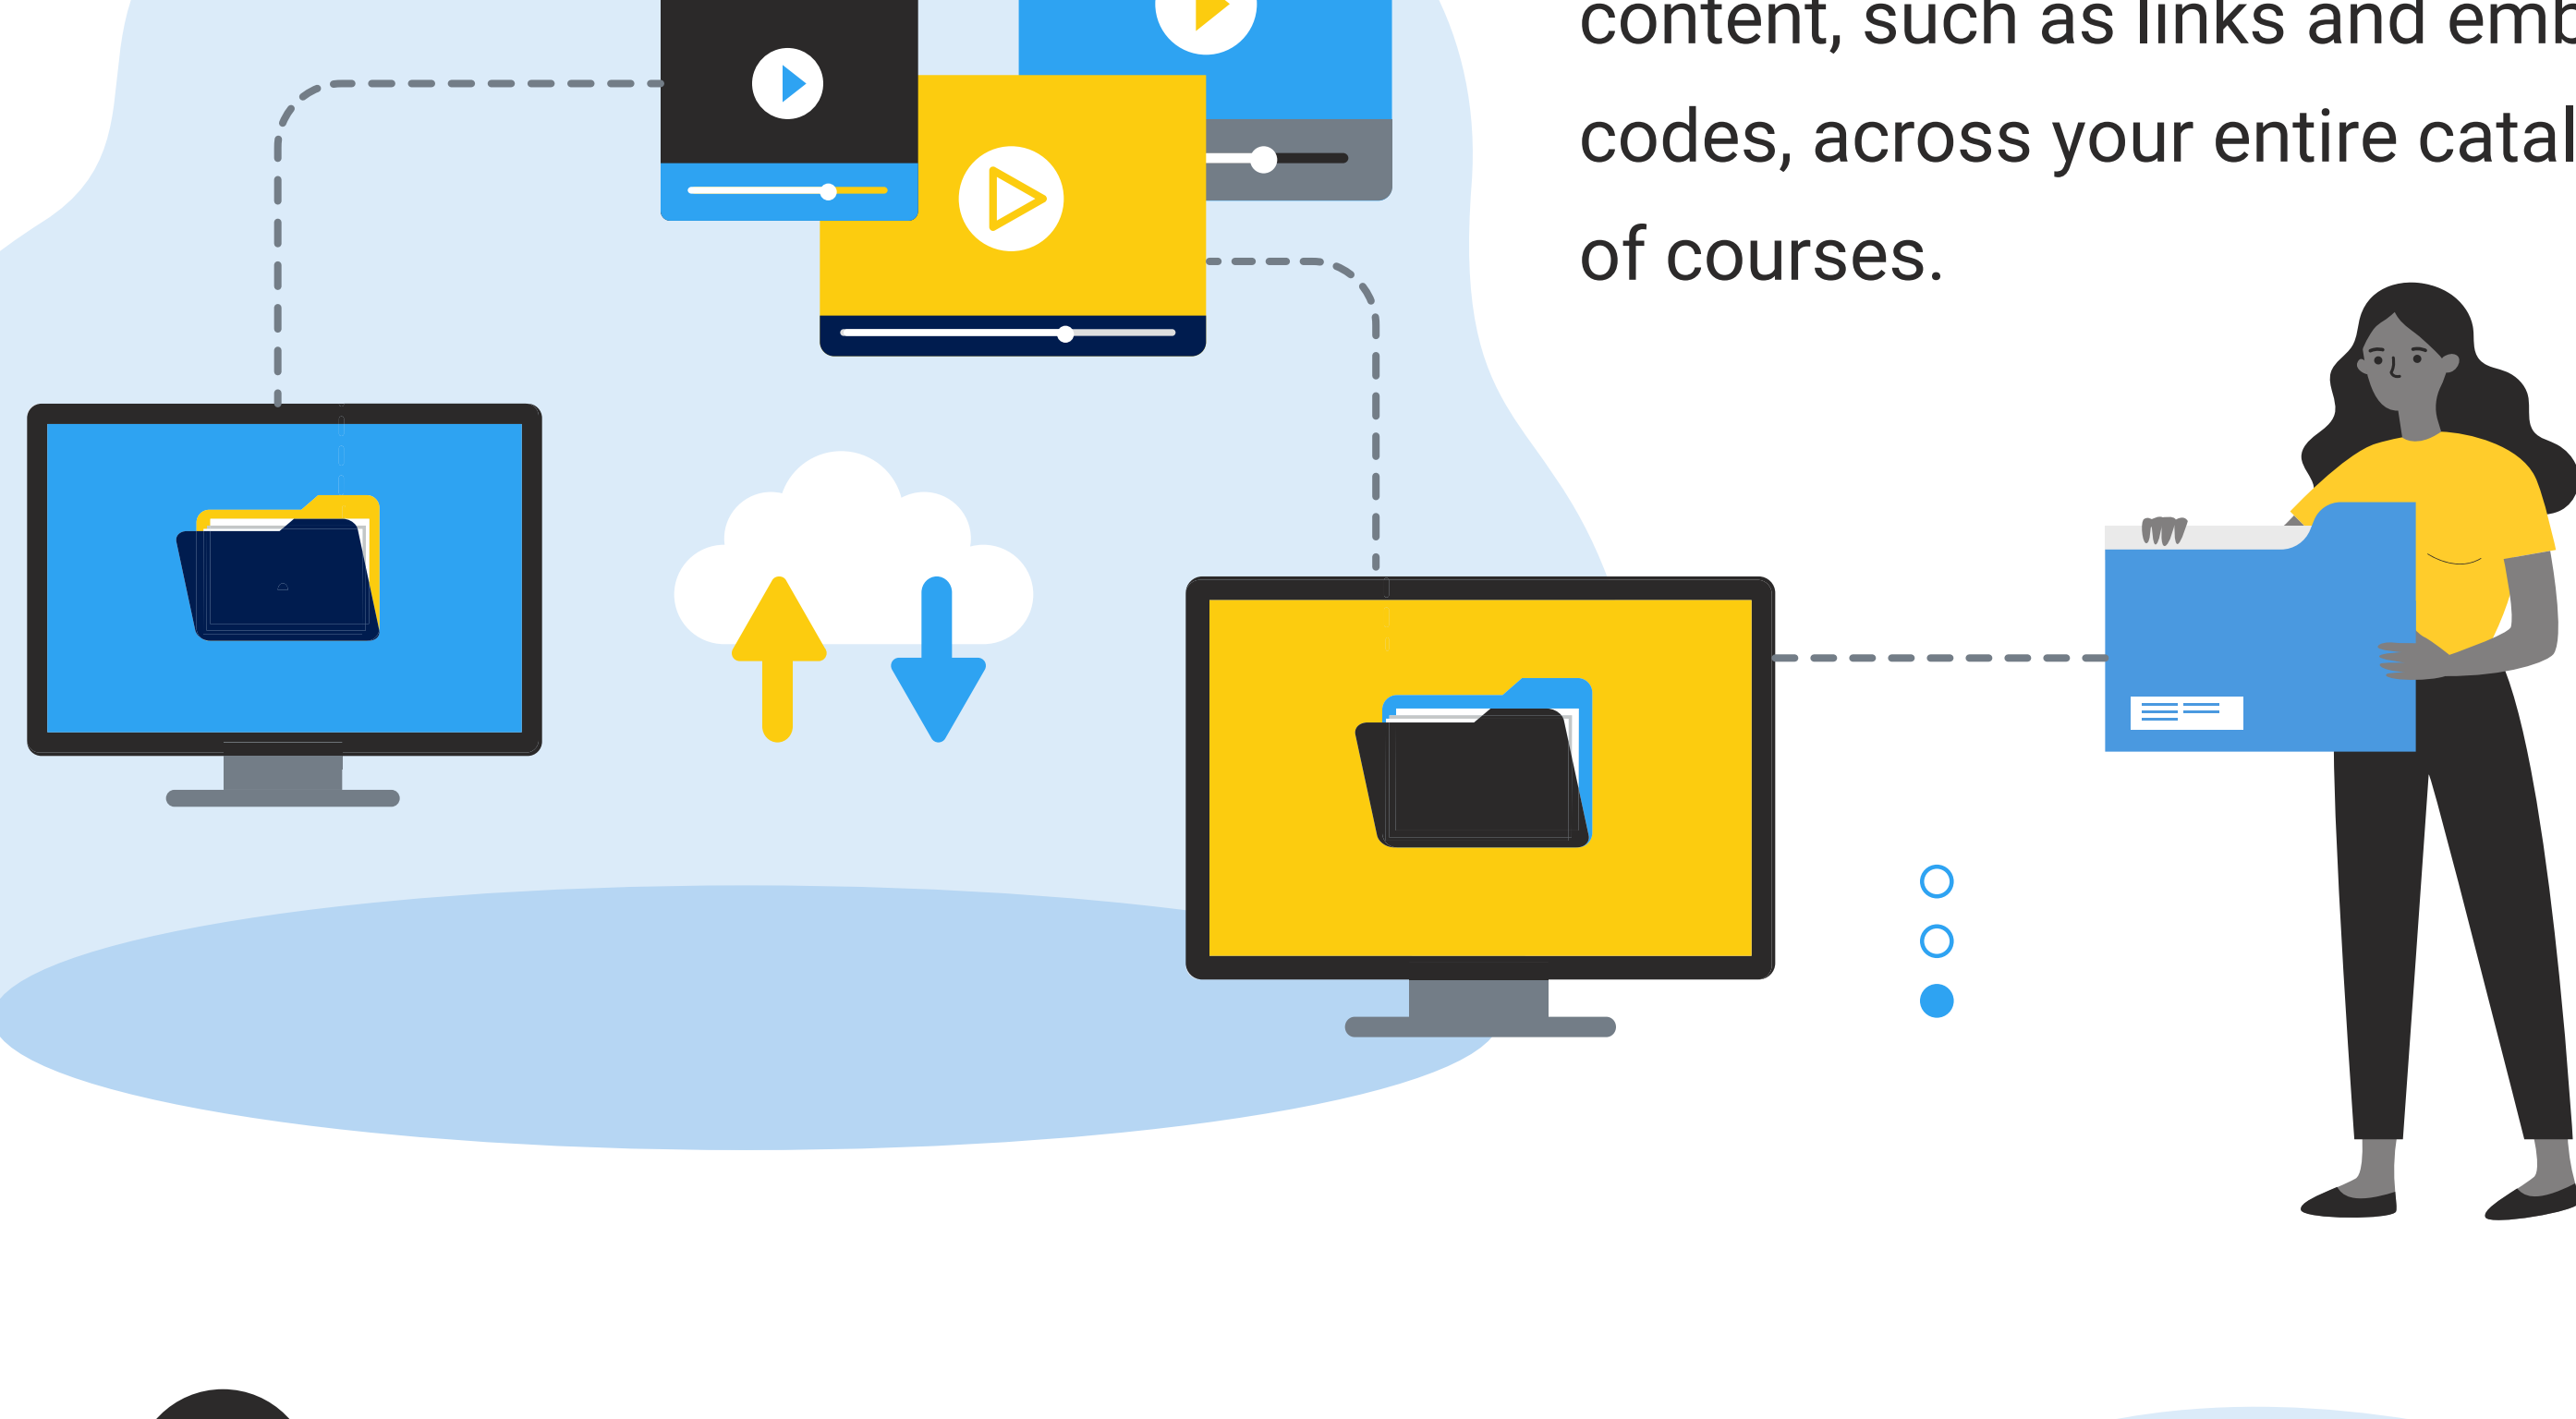 content, such as links and emb
codes, across your entire catal
of courses.